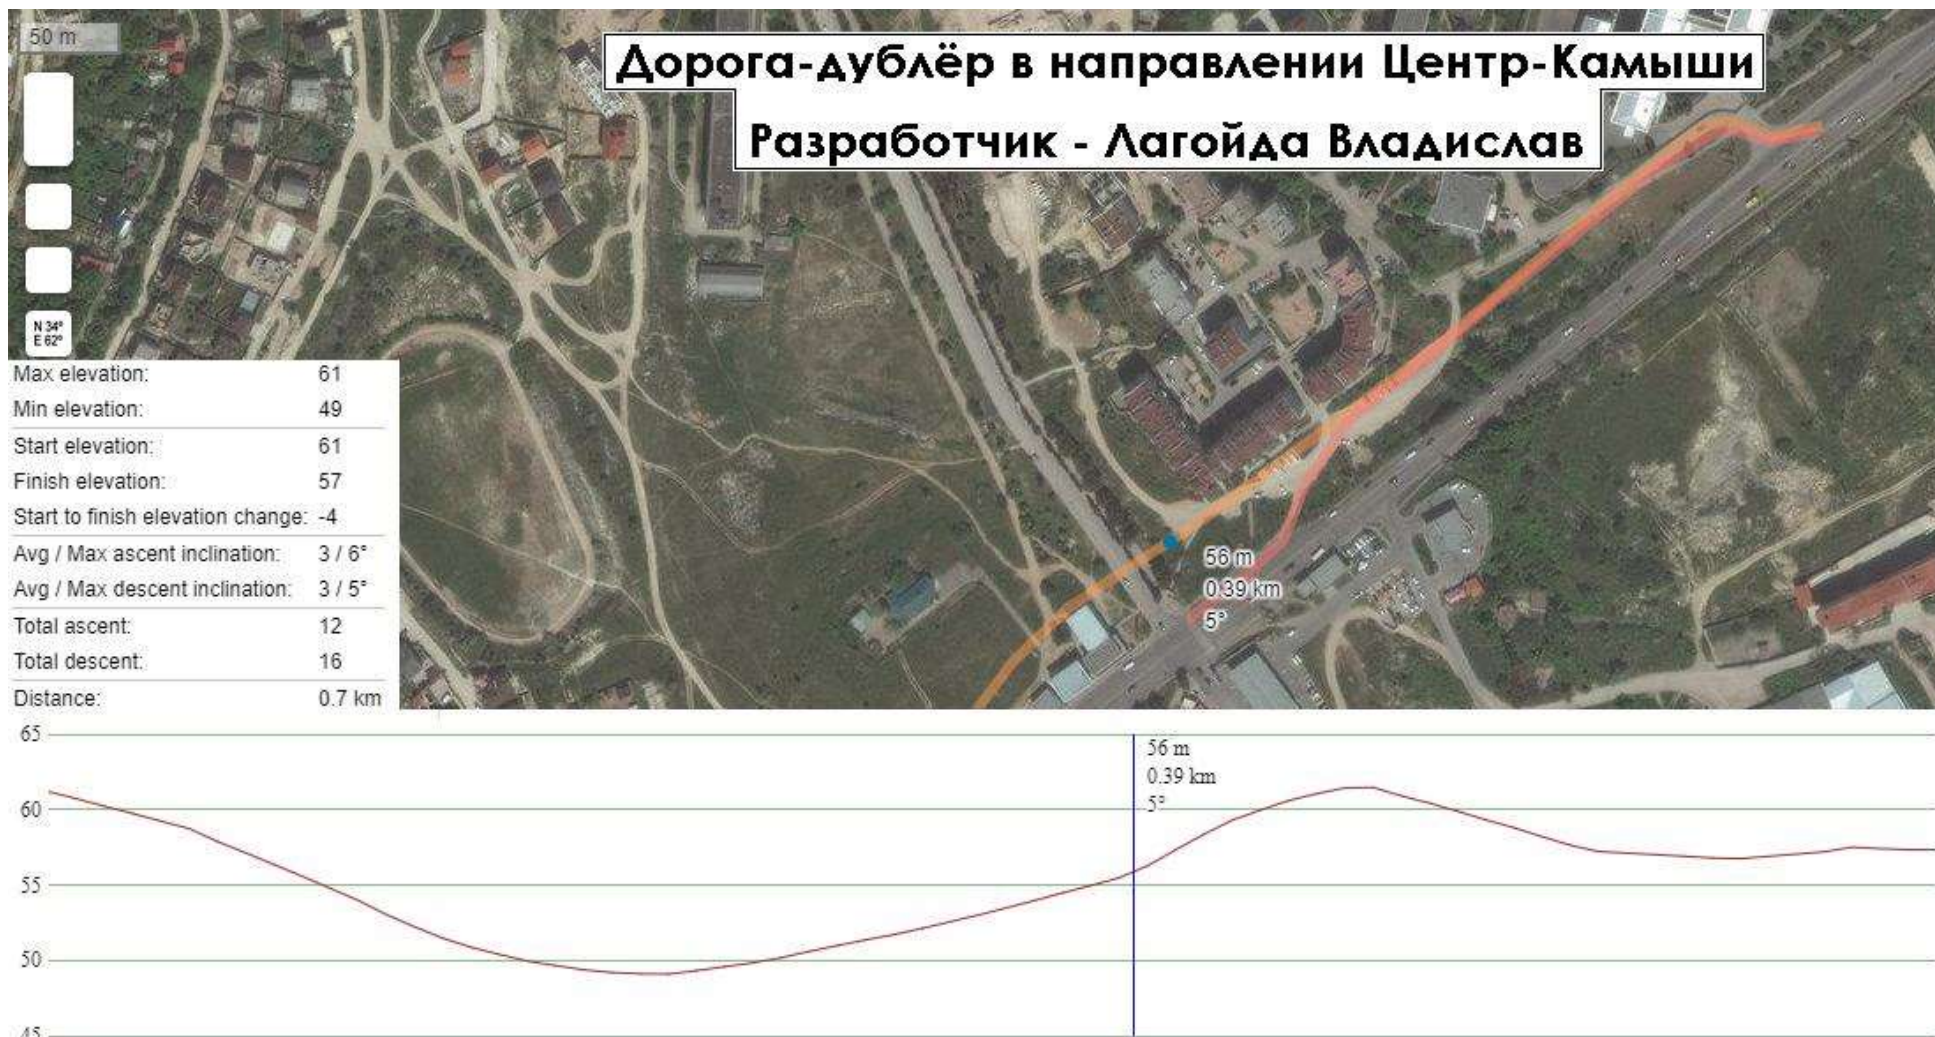 50 m
Дорога-дублёр в направлении Центр-Камыши
Разработчик - Лагойда Владислав
N 34°
E 62°
Max elevation: 61
Min elevation: 49
Start elevation: 61
Finish elevation: 57
Start to finish elevation change: -4
Avg / Max ascent inclination: 3 / 6°
Avg / Max descent inclination: 3 / 5°
Total ascent: 12
Total descent: 16
Distance: 0.7 km
56 m
0.39 km
5°
65
56 m
0.39 km
5°
60
55
50
45